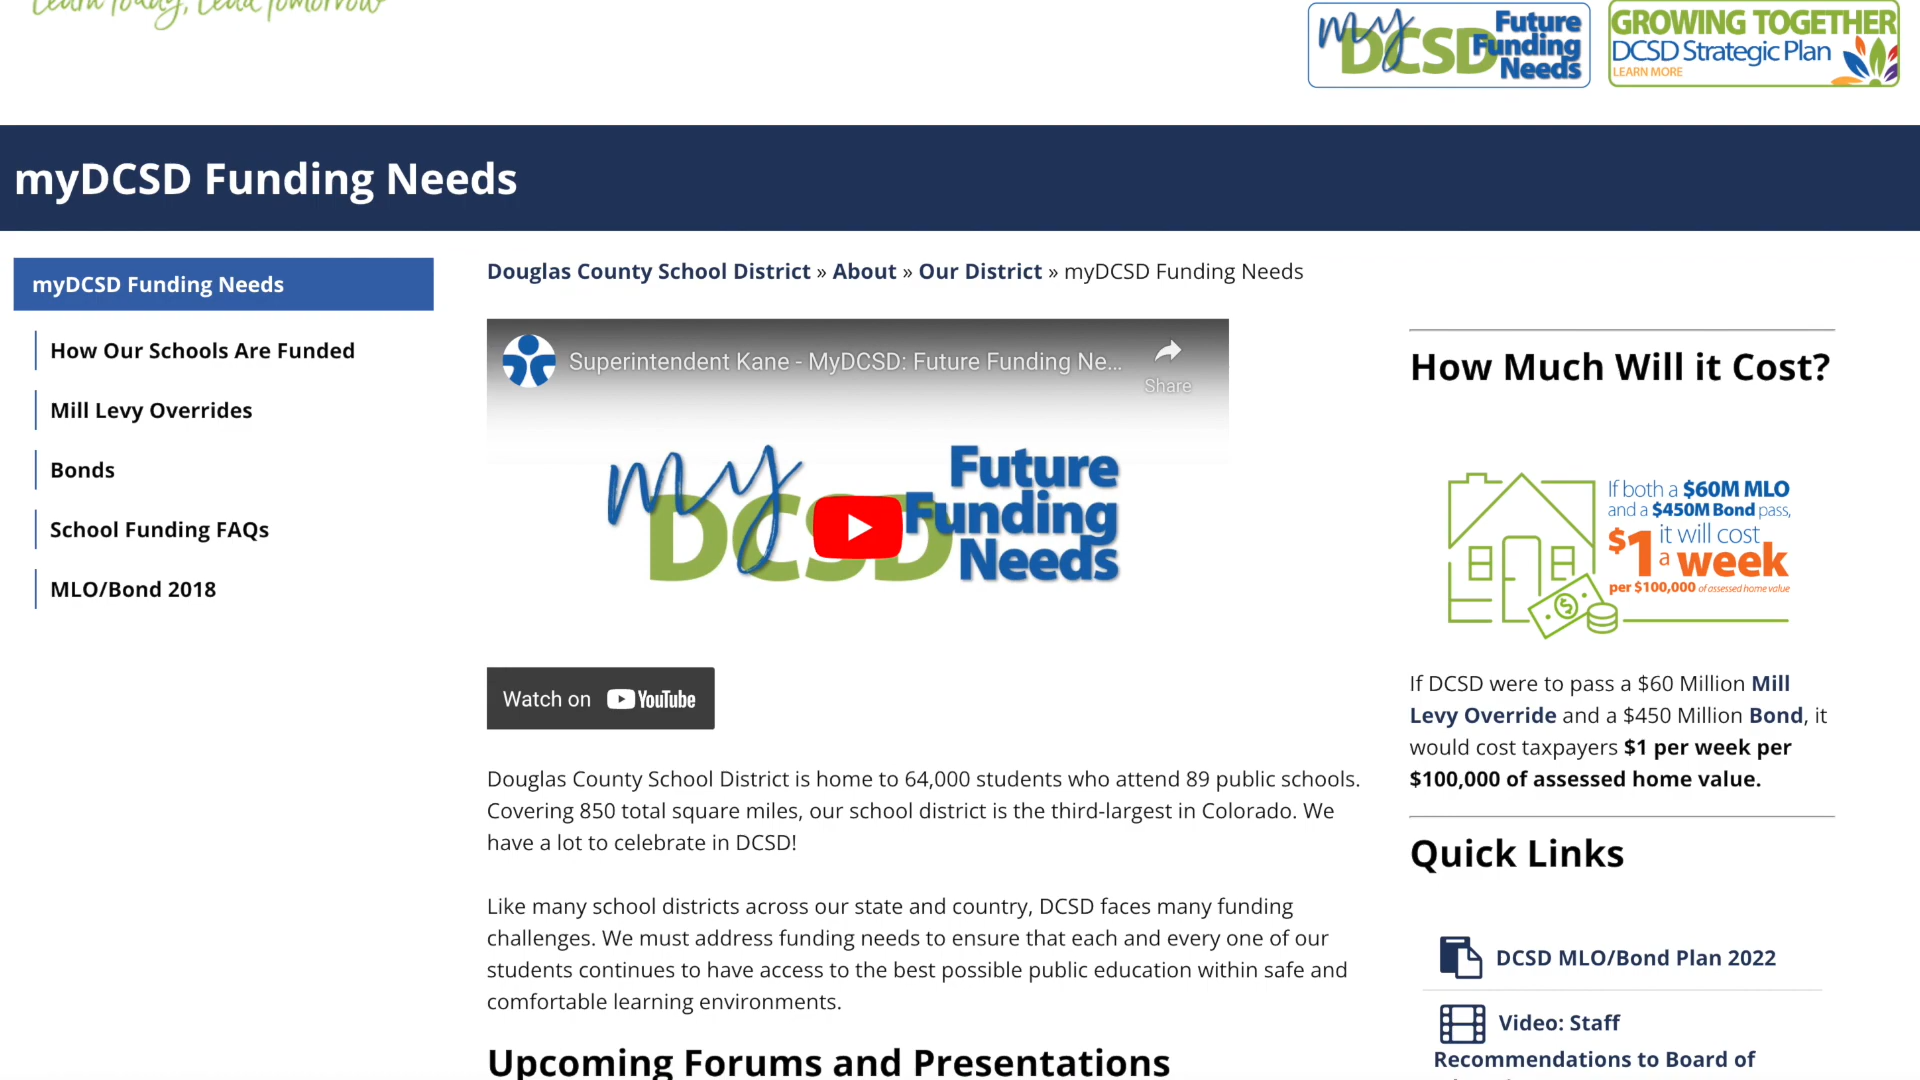 Learn Today, Lead Tomorrow
my DCSD Future Funding Needs
GROWING TOGETHER
DCSD Strategic Plan
LEARN MORE
myDCSD Funding Needs
myDCSD Funding Needs
How Our Schools Are Funded
Mill Levy Overrides
Bonds
School Funding FAQs
MLO/Bond 2018
Douglas County School District » About » Our District » myDCSD Funding Needs
Superintendent Kane - MyDCSD: Future Funding Ne...
Share
my DCSD Future Funding Needs
Watch on YouTube
Douglas County School District is home to 64,000 students who attend 89 public schools.
Covering 850 total square miles, our school district is the third-largest in Colorado. We
have a lot to celebrate in DCSD!
Like many school districts across our state and country, DCSD faces many funding
challenges. We must address funding needs to ensure that each and every one of our
students continues to have access to the best possible public education within safe and
comfortable learning environments.
Upcoming Forums and Presentations
How Much Will it Cost?
If both a $60M MLO
and a $450M Bond pass,
it will cost
$1 a week
per $100,000 of assessed home value
If DCSD were to pass a $60 Million Mill
Levy Override and a $450 Million Bond, it
would cost taxpayers $1 per week per
$100,000 of assessed home value.
Quick Links
DCSD MLO/Bond Plan 2022
Video: Staff
Recommendations to Board of